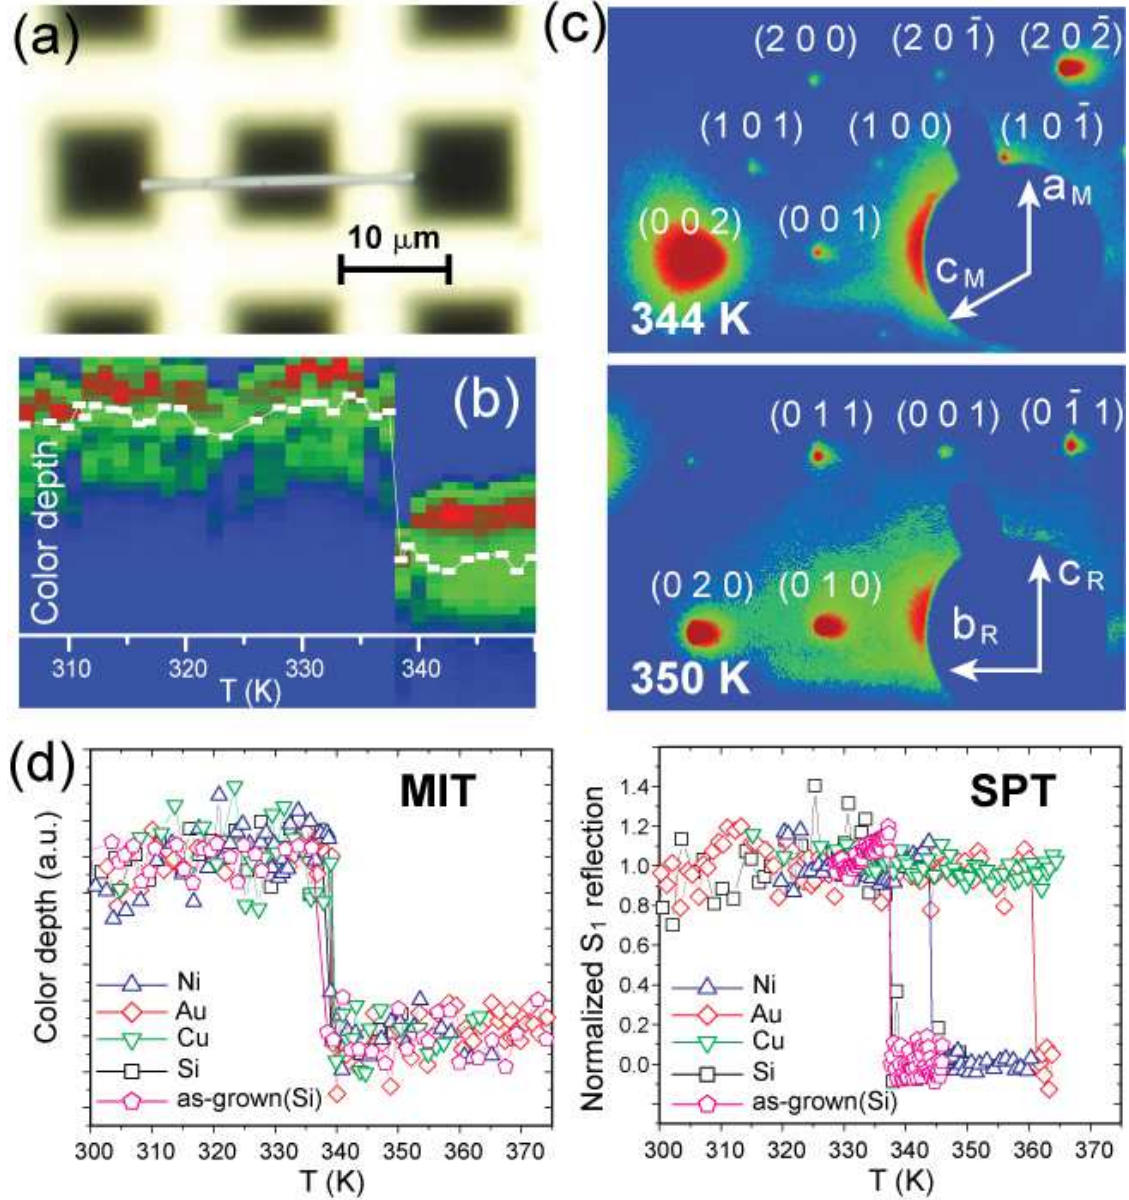 (a)
10 μm
(b)
Color depth
310 320 330 340
T (K)
(c)
(2 0 0) (2 0 1̄) (2 0 2̄)
(1 0 1) (1 0 0) (1 0 1̄)
(0 0 2) (0 0 1)
a M
c M
344 K
(0 1 1) (0 0 1) (0 1̄ 1)
(0 2 0) (0 1 0)
c R
b R
350 K
(d)
MIT
Color depth (a.u.)
Ni
Au
Cu
Si
as-grown(Si)
300 310 320 330 340 350 360 370
T (K)
SPT
Normalized S₁ reflection
1.4
1.2
1.0
0.8
0.6
0.4
0.2
0.0
Ni
Au
Cu
Si
as-grown(Si)
300 310 320 330 340 350 360 370
T (K)